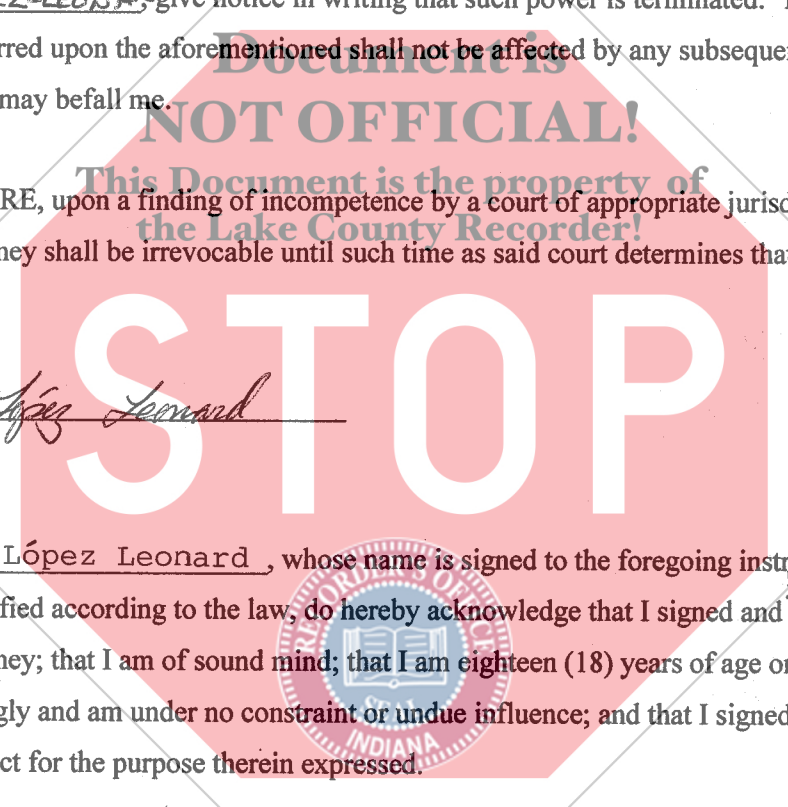 give notice in writing that such power is terminated.
rred upon the aforementioned shall not be affected by any subseque
may befall me.
Document is
NOT OFFICIAL!
This Document is the property of
the Lake County Recorder!
RE, upon a finding of incompetence by a court of appropriate jurisd
ney shall be irrevocable until such time as said court determines tha
STOP
López Leonard
López Leonard, whose name is signed to the foregoing inst
fied according to the law, do hereby acknowledge that I signed and
ney; that I am of sound mind; that I am eighteen (18) years of age o
gly and am under no constraint or undue influence; and that I signed
ct for the purpose therein expressed.
RECORDER'S OFFICE
SEAL
INDIANA